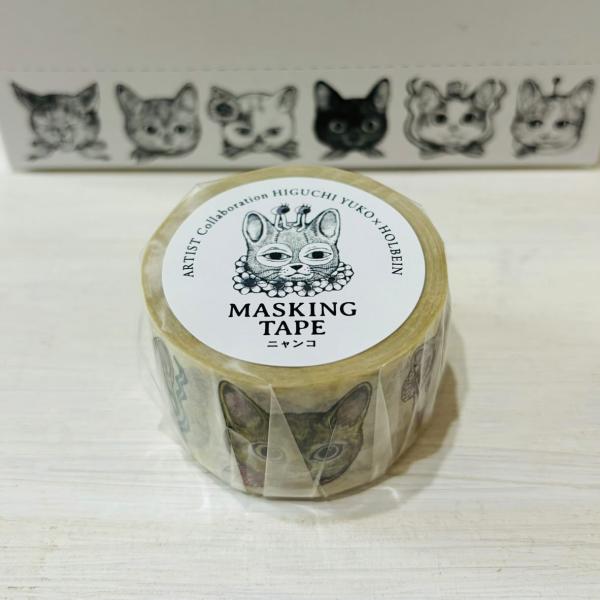 ARTIST Collaboration HIGUCHI YUKO × HOLBEIN
MASKING
TAPE
ニャンコ